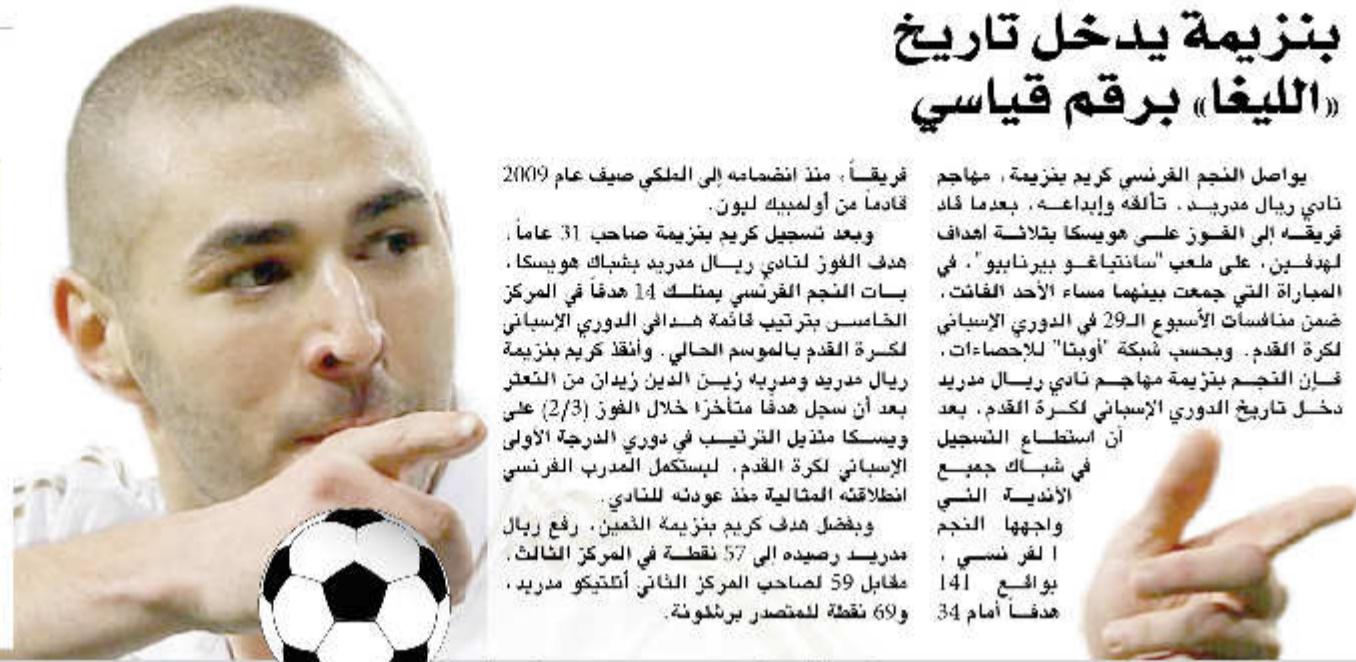 بنزيمة يدخل تاريخ
«الليغا» برقم قياسي
يواصل النجم الفرنسي كريم بنزيمة، مهاجم
نادي ريال مدريد، تألقه وإبداعه، بعدما قاد
فريقه إلى الفوز على هويسكا بثلاثة أهداف
لهدفين، على ملعب "سانتياغو بيرنابيو"، في
المباراة التي جمعت بينهما مساء الأحد الفائت،
ضمن منافسات الأسبوع الـ29 في الدوري الإسباني
لكرة القدم. وبحسب شبكة "أوبتا" للإحصاءات،
فإن النجم بنزيمة مهاجم نادي ريال مدريد
دخل تاريخ الدوري الإسباني لكرة القدم، بعد
أن استطاع التسجيل
في شباك جميع
الأندية التي
واجهها النجم
الفرنسي،
بواقع 141
هدفاً أمام 34
فريقاً، منذ انضمامه إلى الملكي صيف عام 2009
قادما من أولمبيك ليون.
وبعد تسجيل كريم بنزيمة صاحب 31 عاماً،
هدف الفوز لنادي ريال مدريد بشباك هويسكا،
بات النجم الفرنسي يمتلك 14 هدفاً في المركز
الخامس بترتيب قائمة هدافي الدوري الإسباني
لكرة القدم بالموسم الحالي. وأنقذ كريم بنزيمة
ريال مدريد ومدربه زين الدين زيدان من التعثر
بعد أن سجل هدفًا متأخرًا خلال الفوز (2/3) على
ويسكا متذيل الترتيب في دوري الدرجة الأولى
الإسباني لكرة القدم، ليستكمل المدرب الفرنسي
انطلاقته المثالية منذ عودته للنادي.
وبفضل هدف كريم بنزيمة الثمين، رفع ريال
مدريد رصيده إلى 57 نقطة في المركز الثالث،
مقابل 59 لصاحب المركز الثاني أتلتيكو مدريد،
و69 نقطة للمتصدر برشلونة.